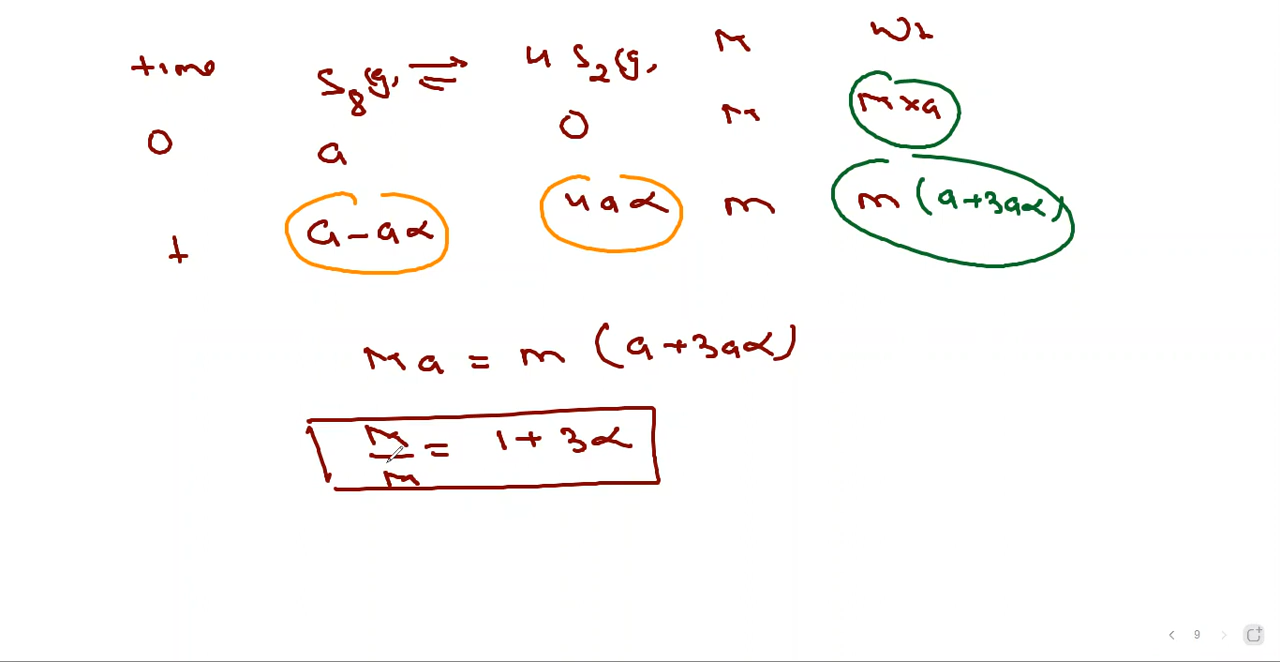 time S₈(g) ⇌ 4 S₂(g) M wt
0 a 0 M M×a
t a-aα 4aα m m(a+3aα)
Ma = m (a+3aα)
M/m = 1+3α
9